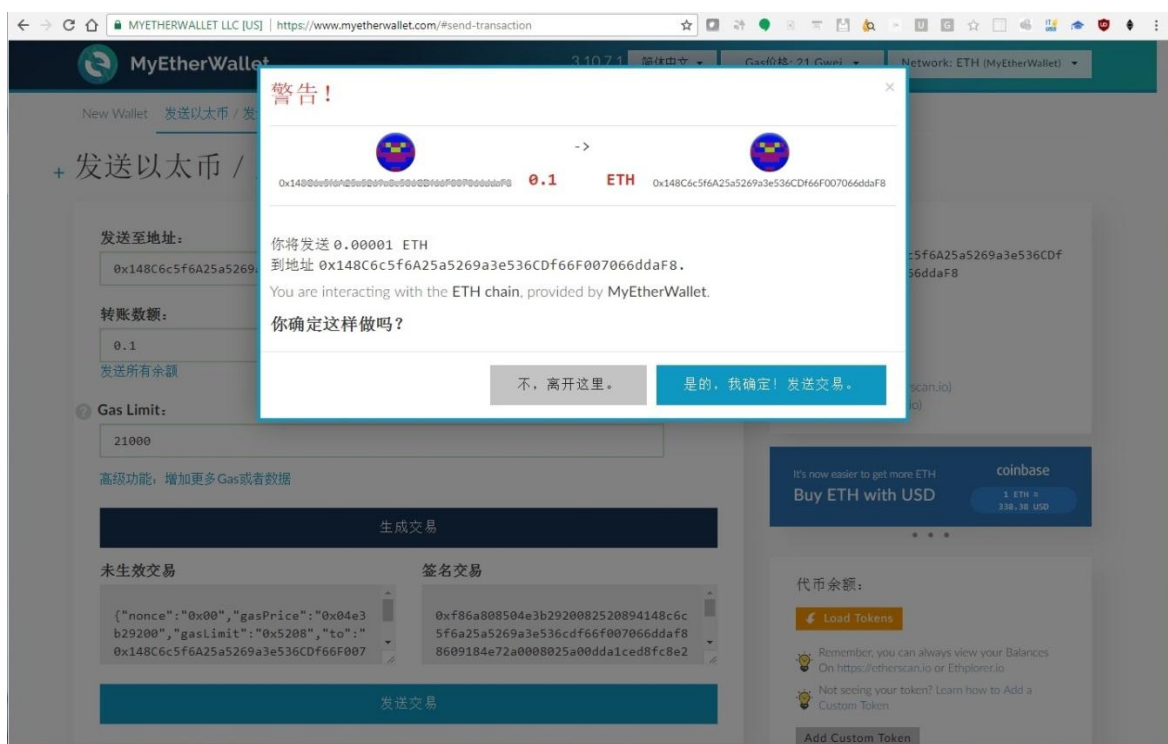 MYETHERWALLET LLC [US] | https://www.myetherwallet.com/#send-transaction
MyEtherWallet
3.10.7.1 简体中文 Gas价格: 21 Gwei Network: ETH (MyEtherWallet)
New Wallet 发送以太币 / 发
+ 发送以太币 /
警告!
->
0.1 ETH 0x148C6c5f6A25a5269a3e536CDf66F007066ddaF8
你将发送 0.00001 ETH
到地址 0x148C6c5f6A25a5269a3e536CDf66F007066ddaF8.
You are interacting with the ETH chain, provided by MyEtherWallet.
你确定这样做吗?
不,离开这里。 是的,我确定!发送交易。
发送至地址:
0x148C6c5f6A25a5269
转账数额:
0.1
发送所有余额
Gas Limit:
21000
高级功能,增加更多Gas或者数据
生成交易
未生效交易
{"nonce":"0x00","gasPrice":"0x04e3
b29200","gasLimit":"0x5208","to":"
0x148C6c5f6A25a5269a3e536CDf66F007
签名交易
0xf86a808504e3b2920082520894148c6c
5f6a25a5269a3e536cdf66f007066ddaf8
8609184e72a0008025a00dda1ced8fc8e2
发送交易
c5f6A25a5269a3e536CDf
66ddaF8
scan.io)
io)
It's now easier to get more ETH
Buy ETH with USD
coinbase
1 ETH ≈
338.38 USD
代币余额:
Load Tokens
Remember, you can always view your Balances
On https://etherscan.io or Ethplorer.io
Not seeing your token? Learn how to Add a
Custom Token
Add Custom Token